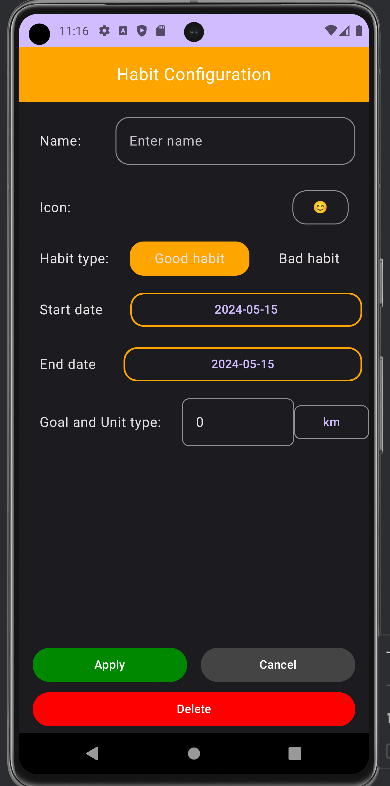 11:16
Habit Configuration
Name: Enter name
Icon: 😊
Habit type: Good habit Bad habit
Start date 2024-05-15
End date 2024-05-15
Goal and Unit type: 0 km
Apply Cancel
Delete